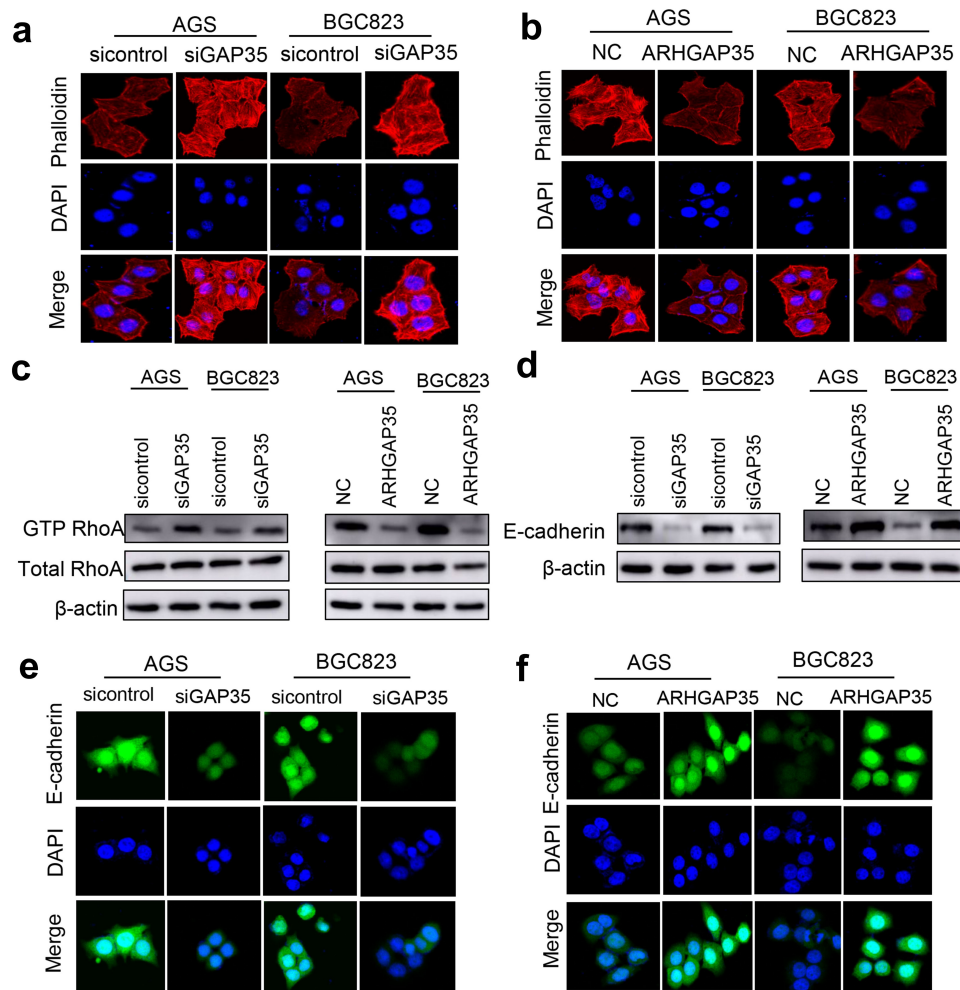 a
AGS BGC823
sicontrol siGAP35 sicontrol siGAP35
Phalloidin
DAPI
Merge
b
AGS BGC823
NC ARHGAP35 NC ARHGAP35
Phalloidin
DAPI
Merge
c
AGS BGC823
sicontrol siGAP35 sicontrol siGAP35
AGS BGC823
NC ARHGAP35 NC ARHGAP35
GTP RhoA
Total RhoA
β-actin
d
AGS BGC823
sicontrol siGAP35 sicontrol siGAP35
AGS BGC823
NC ARHGAP35 NC ARHGAP35
E-cadherin
β-actin
e
AGS BGC823
sicontrol siGAP35 sicontrol siGAP35
E-cadherin
DAPI
Merge
f
AGS BGC823
NC ARHGAP35 NC ARHGAP35
E-cadherin
DAPI
Merge